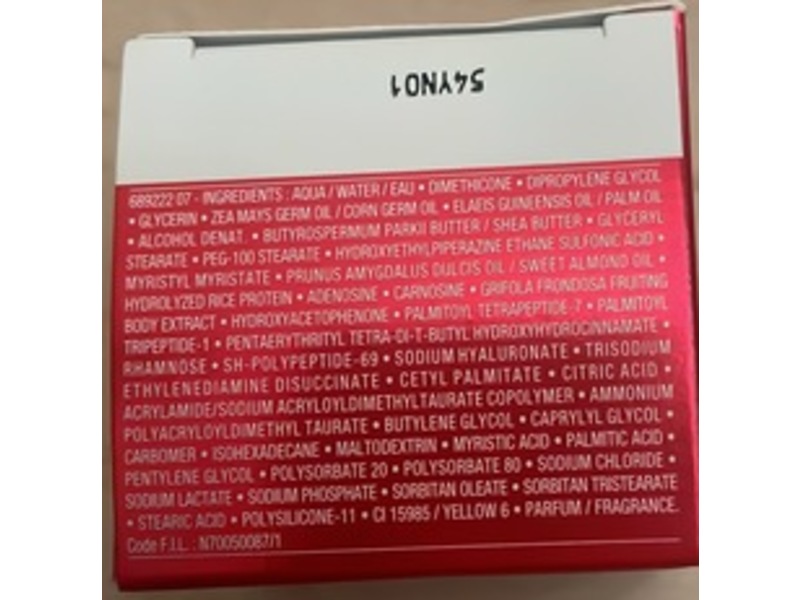 54YN01
689222 07 - INGREDIENTS : AQUA / WATER / EAU • DIMETHICONE • DIPROPYLENE GLYCOL
• GLYCERIN • ZEA MAYS GERM OIL / CORN GERM OIL • ELAEIS GUINEENSIS OIL / PALM OIL
• ALCOHOL DENAT. • BUTYROSPERMUM PARKII BUTTER / SHEA BUTTER • GLYCERYL
STEARATE • PEG-100 STEARATE • HYDROXYETHYLPIPERAZINE ETHANE SULFONIC ACID •
MYRISTYL MYRISTATE • PRUNUS AMYGDALUS DULCIS OIL / SWEET ALMOND OIL •
HYDROLYZED RICE PROTEIN • ADENOSINE • CARNOSINE • GRIFOLA FRONDOSA FRUITING
BODY EXTRACT • HYDROXYACETOPHENONE • PALMITOYL TETRAPEPTIDE-7 • PALMITOYL
TRIPEPTIDE-1 • PENTAERYTHRITYL TETRA-DI-T-BUTYL HYDROXYHYDROCINNAMATE •
RHAMNOSE • SH-POLYPEPTIDE-69 • SODIUM HYALURONATE • TRISODIUM
ETHYLENEDIAMINE DISUCCINATE • CETYL PALMITATE • CITRIC ACID •
ACRYLAMIDE/SODIUM ACRYLOYLDIMETHYLTAURATE COPOLYMER • AMMONIUM
POLYACRYLOYLDIMETHYL TAURATE • BUTYLENE GLYCOL • CAPRYLYL GLYCOL •
CARBOMER • ISOHEXADECANE • MALTODEXTRIN • MYRISTIC ACID • PALMITIC ACID •
PENTYLENE GLYCOL • POLYSORBATE 20 • POLYSORBATE 80 • SODIUM CHLORIDE •
SODIUM LACTATE • SODIUM PHOSPHATE • SORBITAN OLEATE • SORBITAN TRISTEARATE
• STEARIC ACID • POLYSILICONE-11 • CI 15985 / YELLOW 6 • PARFUM / FRAGRANCE.
Code F.I.L. : N70050087/1